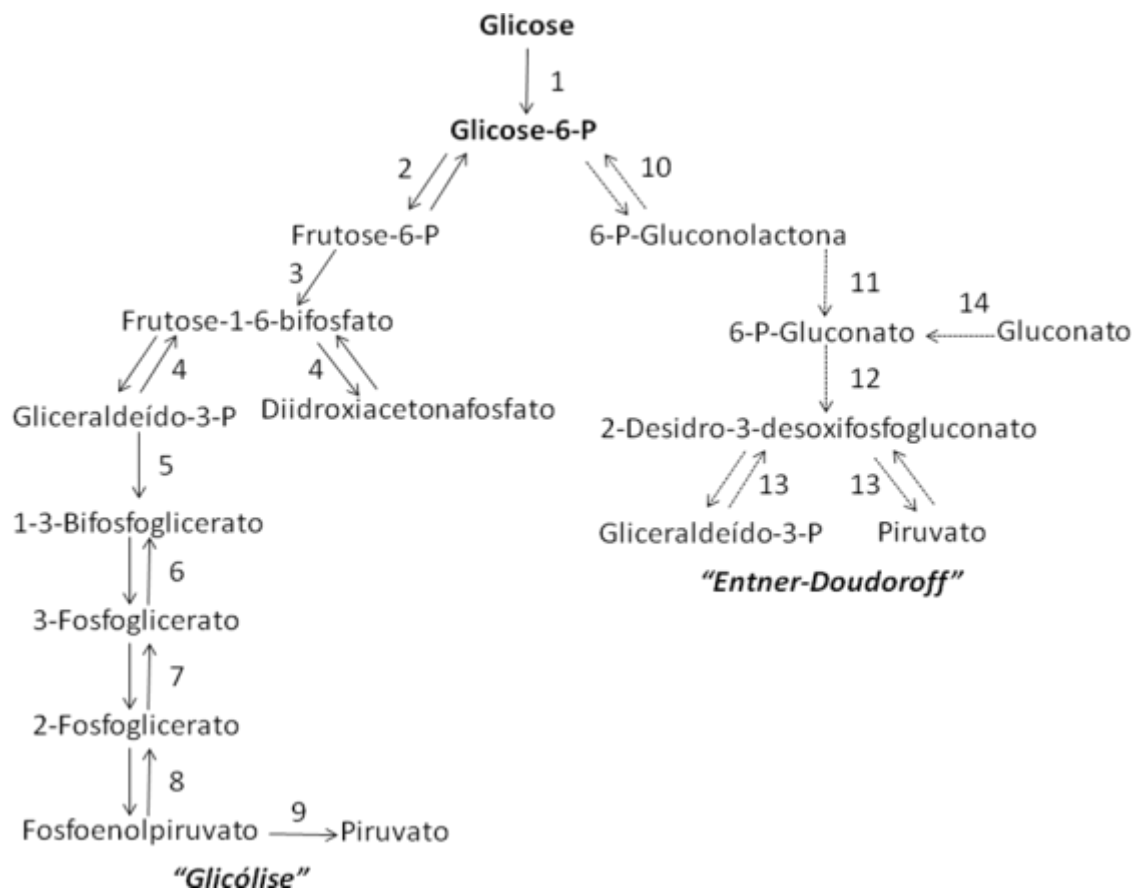 Glicose
1
Glicose-6-P
2
10
Frutose-6-P
6-P-Gluconolactona
3
11
14
Frutose-1-6-bifosfato
6-P-Gluconato
Gluconato
4
4
12
Gliceraldeído-3-P
Diidroxiacetonafosfato
2-Desidro-3-desoxifosfogluconato
5
13
13
1-3-Bifosfoglicerato
Gliceraldeído-3-P
Piruvato
6
"Entner-Doudoroff"
3-Fosfoglicerato
7
2-Fosfoglicerato
8
9
Fosfoenolpiruvato
Piruvato
"Glicólise"